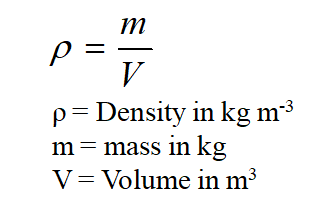 ρ = m/V
ρ = Density in kg m⁻³
m = mass in kg
V = Volume in m³